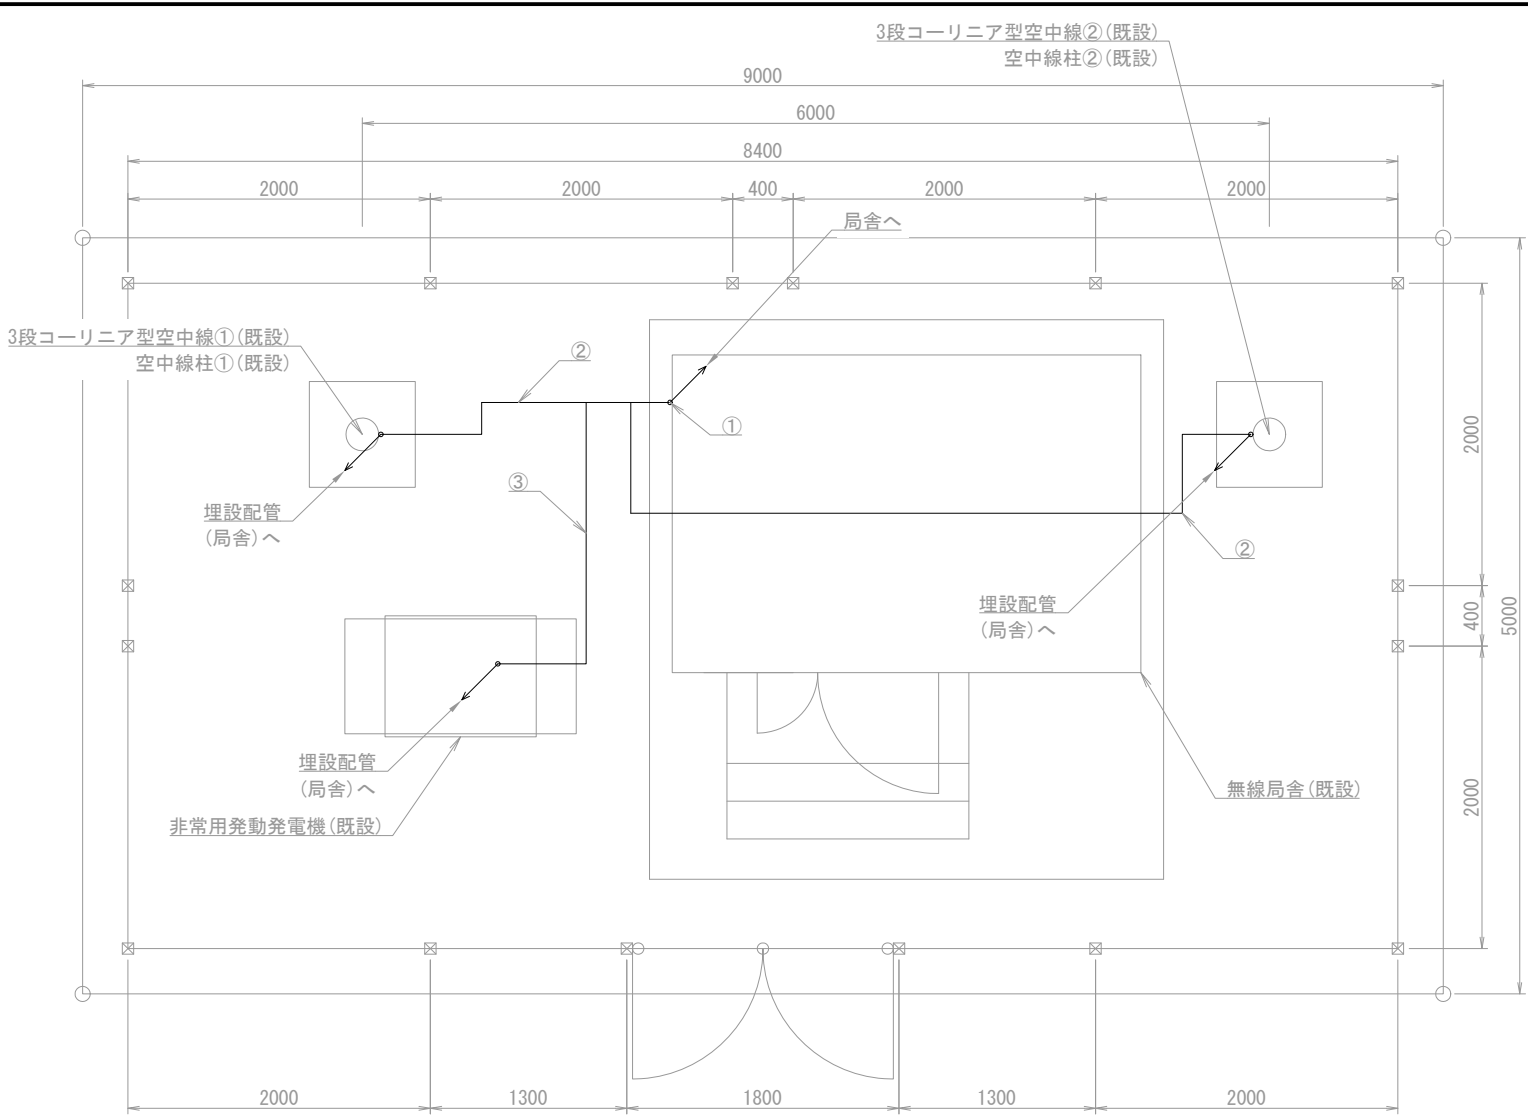 3段コーリニア型空中線②(既設)
空中線柱②(既設)
9000
6000
8400
2000
2000
400
2000
2000
局舎へ
3段コーリニア型空中線①(既設)
空中線柱①(既設)
②
①
2000
③
埋設配管
(局舎)へ
②
埋設配管
(局舎)へ
400
5000
埋設配管
(局舎)へ
無線局舎(既設)
2000
非常用発動発電機(既設)
2000
1300
1800
1300
2000